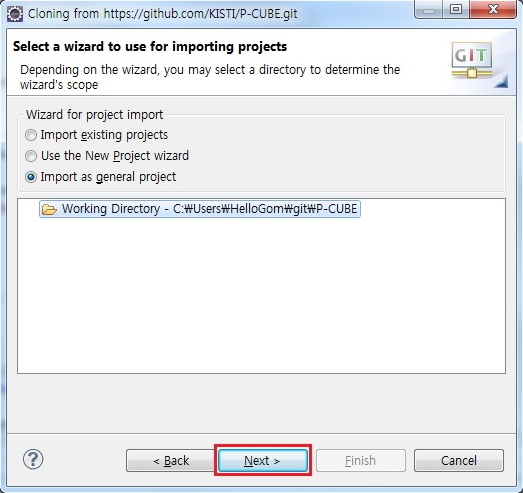 Cloning from https://github.com/KISTI/P-CUBE.git
Select a wizard to use for importing projects
Depending on the wizard, you may select a directory to determine the
wizard's scope
GIT
Wizard for project import
Import existing projects
Use the New Project wizard
Import as general project
Working Directory - C:₩Users₩HelloGom₩git₩P-CUBE
?
< Back
Next >
Finish
Cancel